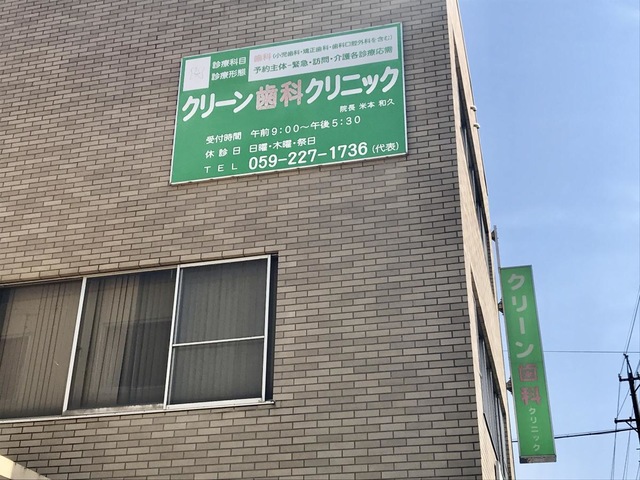 診療科目 歯科(小児歯科・矯正歯科・歯科口腔外科を含む)
診療形態 予約主体-緊急・訪問・介護各診療応需
クリーン歯科クリニック
院長 米本 和久
受付時間 午前9:00～午後5:30
休診日 日曜・木曜・祭日
TEL 059-227-1736(代表)
クリーン歯科クリニック